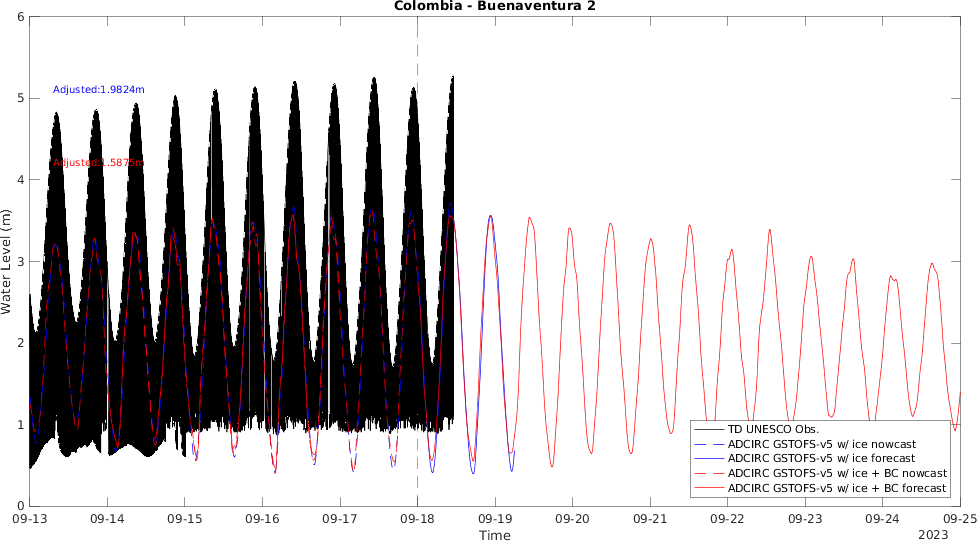 Colombia - Buenaventura 2
6
5
4
3
2
1
0
Water Level (m)
Adjusted:1.9824m
Adjusted:1.5875m
TD UNESCO Obs.
ADCIRC GSTOFS-v5 w/ ice nowcast
ADCIRC GSTOFS-v5 w/ ice forecast
ADCIRC GSTOFS-v5 w/ ice + BC nowcast
ADCIRC GSTOFS-v5 w/ ice + BC forecast
09-13 09-14 09-15 09-16 09-17 09-18 09-19 09-20 09-21 09-22 09-23 09-24 09-25
Time
2023